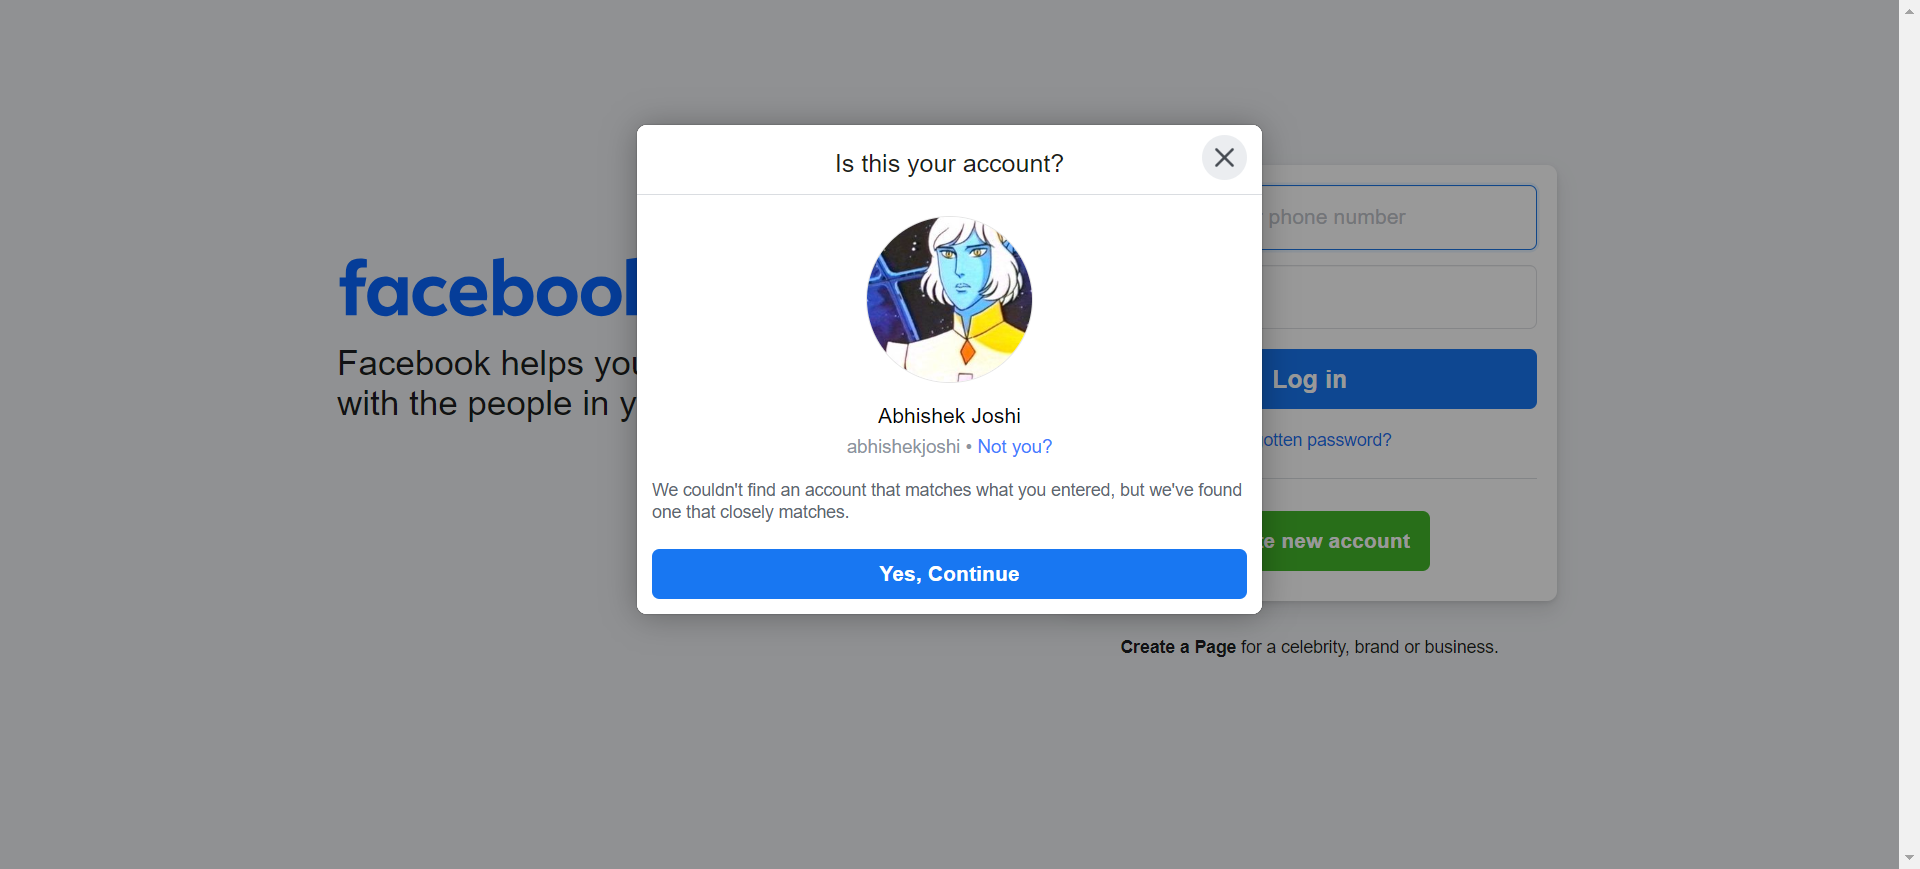 Is this your account?
facebook
phone number
Facebook helps you
with the people in y
Log in
Abhishek Joshi
abhishekjoshi • Not you?
otten password?
We couldn't find an account that matches what you entered, but we've found
one that closely matches.
Yes, Continue
e new account
Create a Page for a celebrity, brand or business.